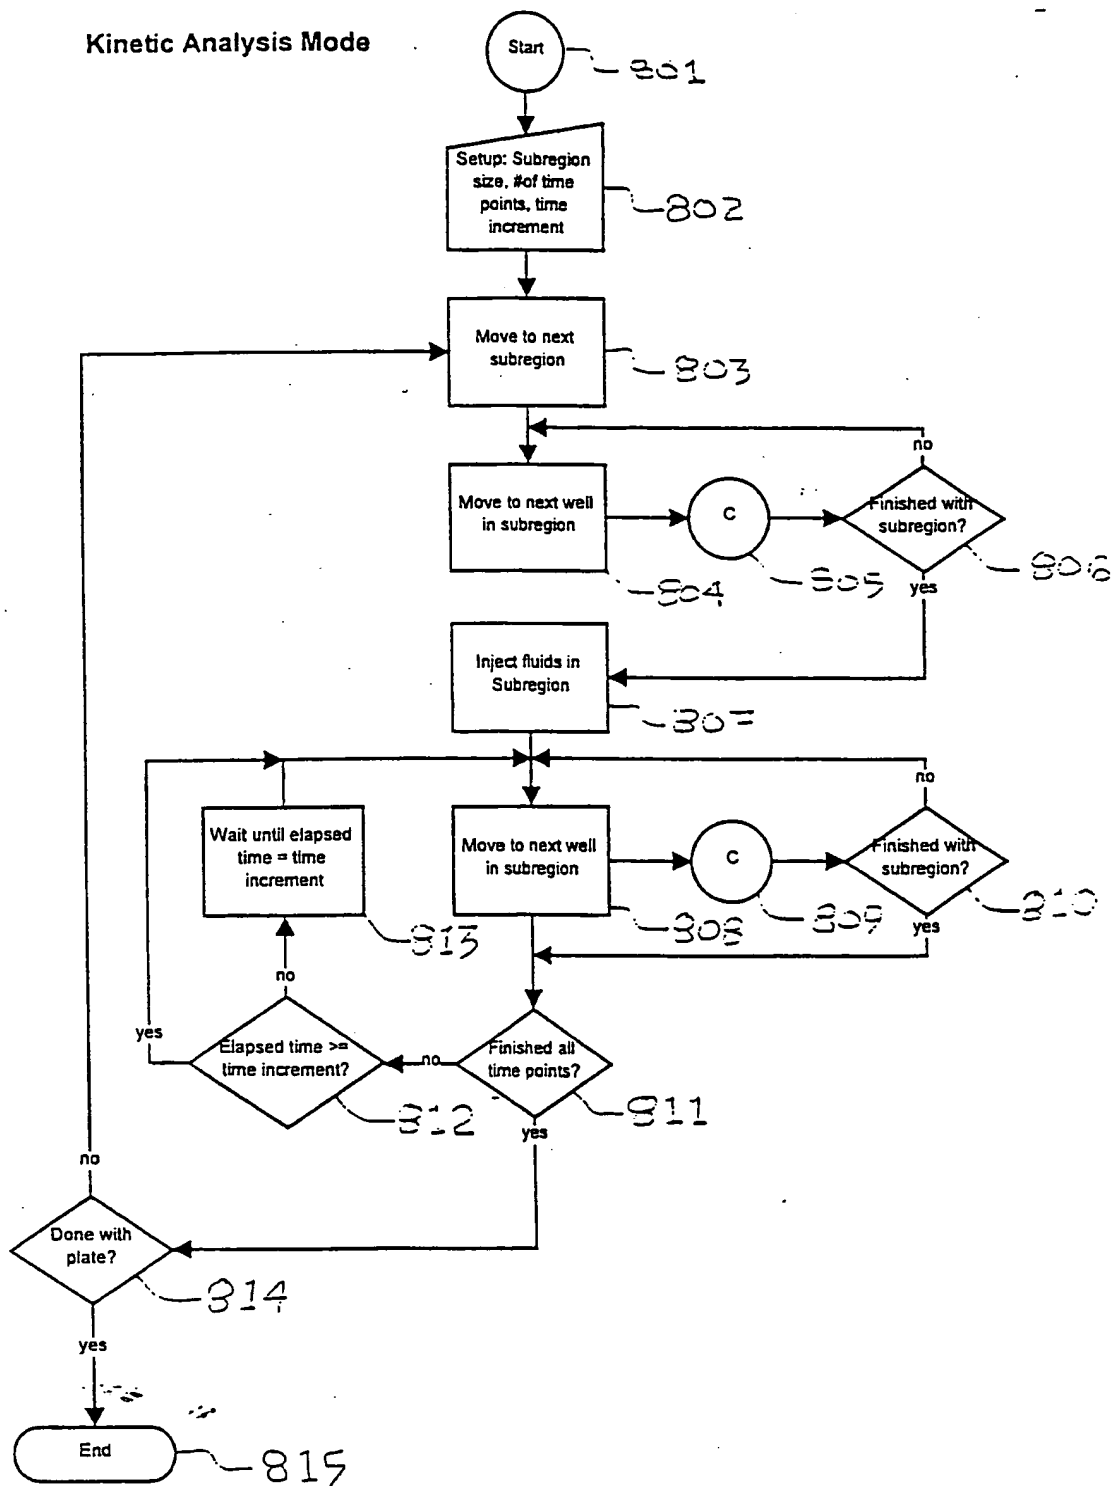 Kinetic Analysis Mode
Start
801
Setup: Subregion
size, #of time
points, time
increment
802
Move to next
subregion
803
no
Move to next well
in subregion
C
Finished with
subregion?
804
805
806
yes
Inject fluids in
Subregion
807
no
Wait until elapsed
time = time
increment
Move to next well
in subregion
C
Finished with
subregion?
813
808
809
810
yes
no
yes
Elapsed time >=
time increment?
no
Finished all
time points?
812
811
yes
no
Done with
plate?
814
yes
End
815